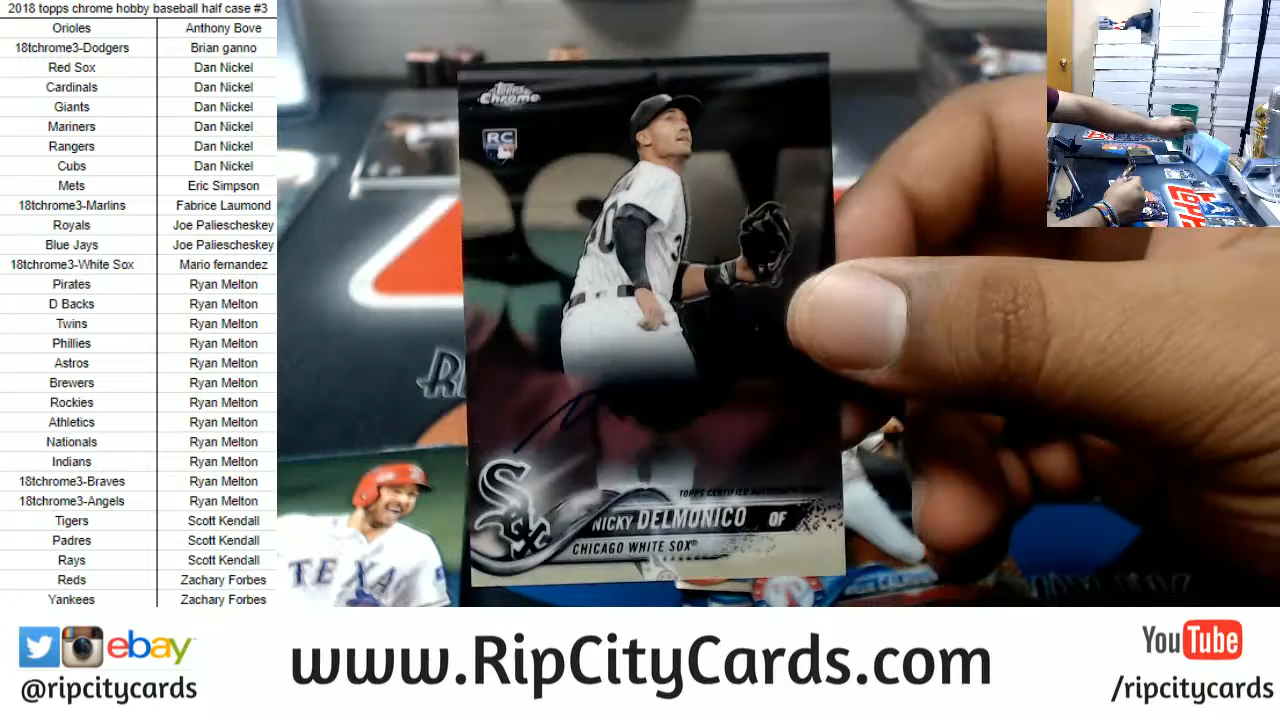 2018 topps chrome hobby baseball half case #3
Orioles Anthony Bove
18tchrome3-Dodgers Brian ganno
Red Sox Dan Nickel
Cardinals Dan Nickel
Giants Dan Nickel
Mariners Dan Nickel
Rangers Dan Nickel
Cubs Dan Nickel
Mets Eric Simpson
18tchrome3-Marlins Fabrice Laumond
Royals Joe Paliescheskey
Blue Jays Joe Paliescheskey
18tchrome3-White Sox Mario fernandez
Pirates Ryan Melton
D Backs Ryan Melton
Twins Ryan Melton
Phillies Ryan Melton
Astros Ryan Melton
Brewers Ryan Melton
Rockies Ryan Melton
Athletics Ryan Melton
Nationals Ryan Melton
Indians Ryan Melton
18tchrome3-Braves Ryan Melton
18tchrome3-Angels Ryan Melton
Tigers Scott Kendall
Padres Scott Kendall
Rays Scott Kendall
Reds Zachary Forbes
Yankees Zachary Forbes
Topps Chrome
RC
30
Sox
TOPPS CERTIFIED
NICKY DELMONICO OF
CHICAGO WHITE SOX
TEXA
ebay
@ripcitycards
www.RipCityCards.com
YouTube
/ripcitycards